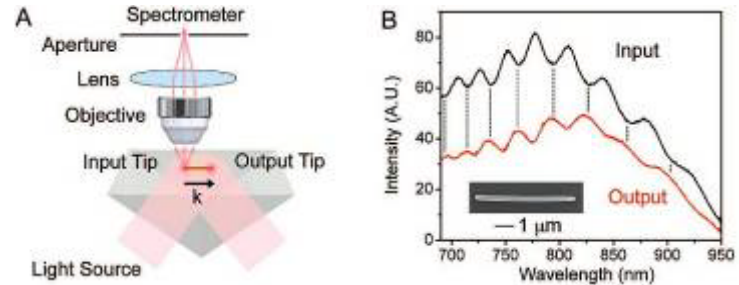 A
Spectrometer
Aperture
Lens
Objective
Input Tip
Output Tip
k
Light Source
B
80
60
40
20
0
Intensity (A.U.)
Input
Output
1 μm
700 750 800 850 900 950
Wavelength (nm)